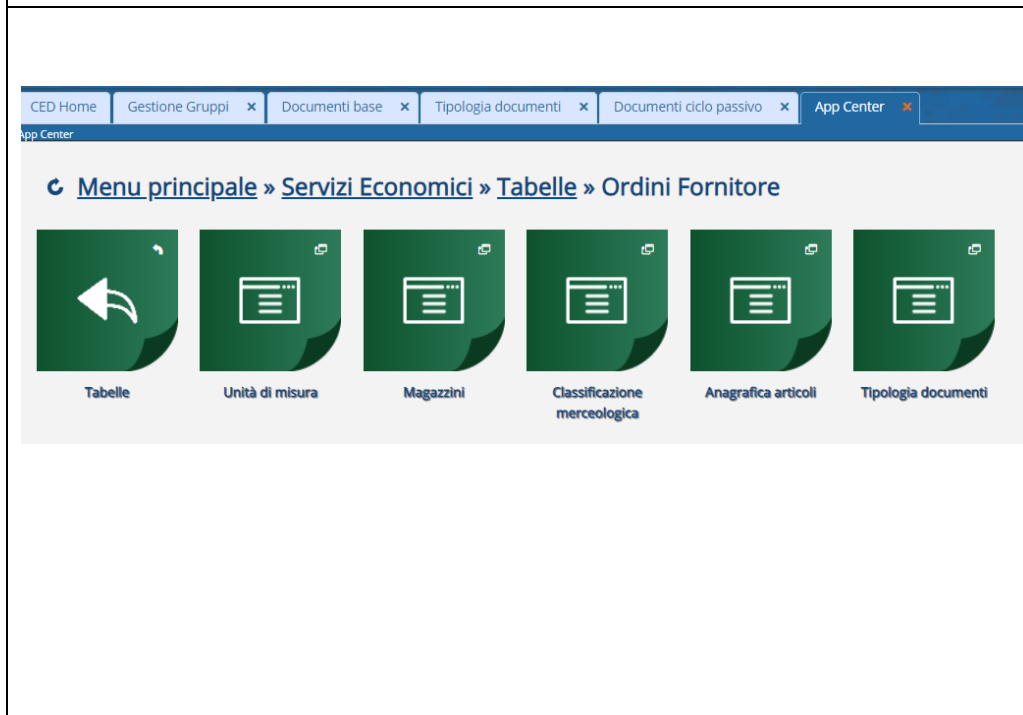 CED Home Gestione Gruppi × Documenti base × Tipologia documenti × Documenti ciclo passivo × App Center ×
App Center
Menu principale » Servizi Economici » Tabelle » Ordini Fornitore
Tabelle Unità di misura Magazzini Classificazione merceologica Anagrafica articoli Tipologia documenti